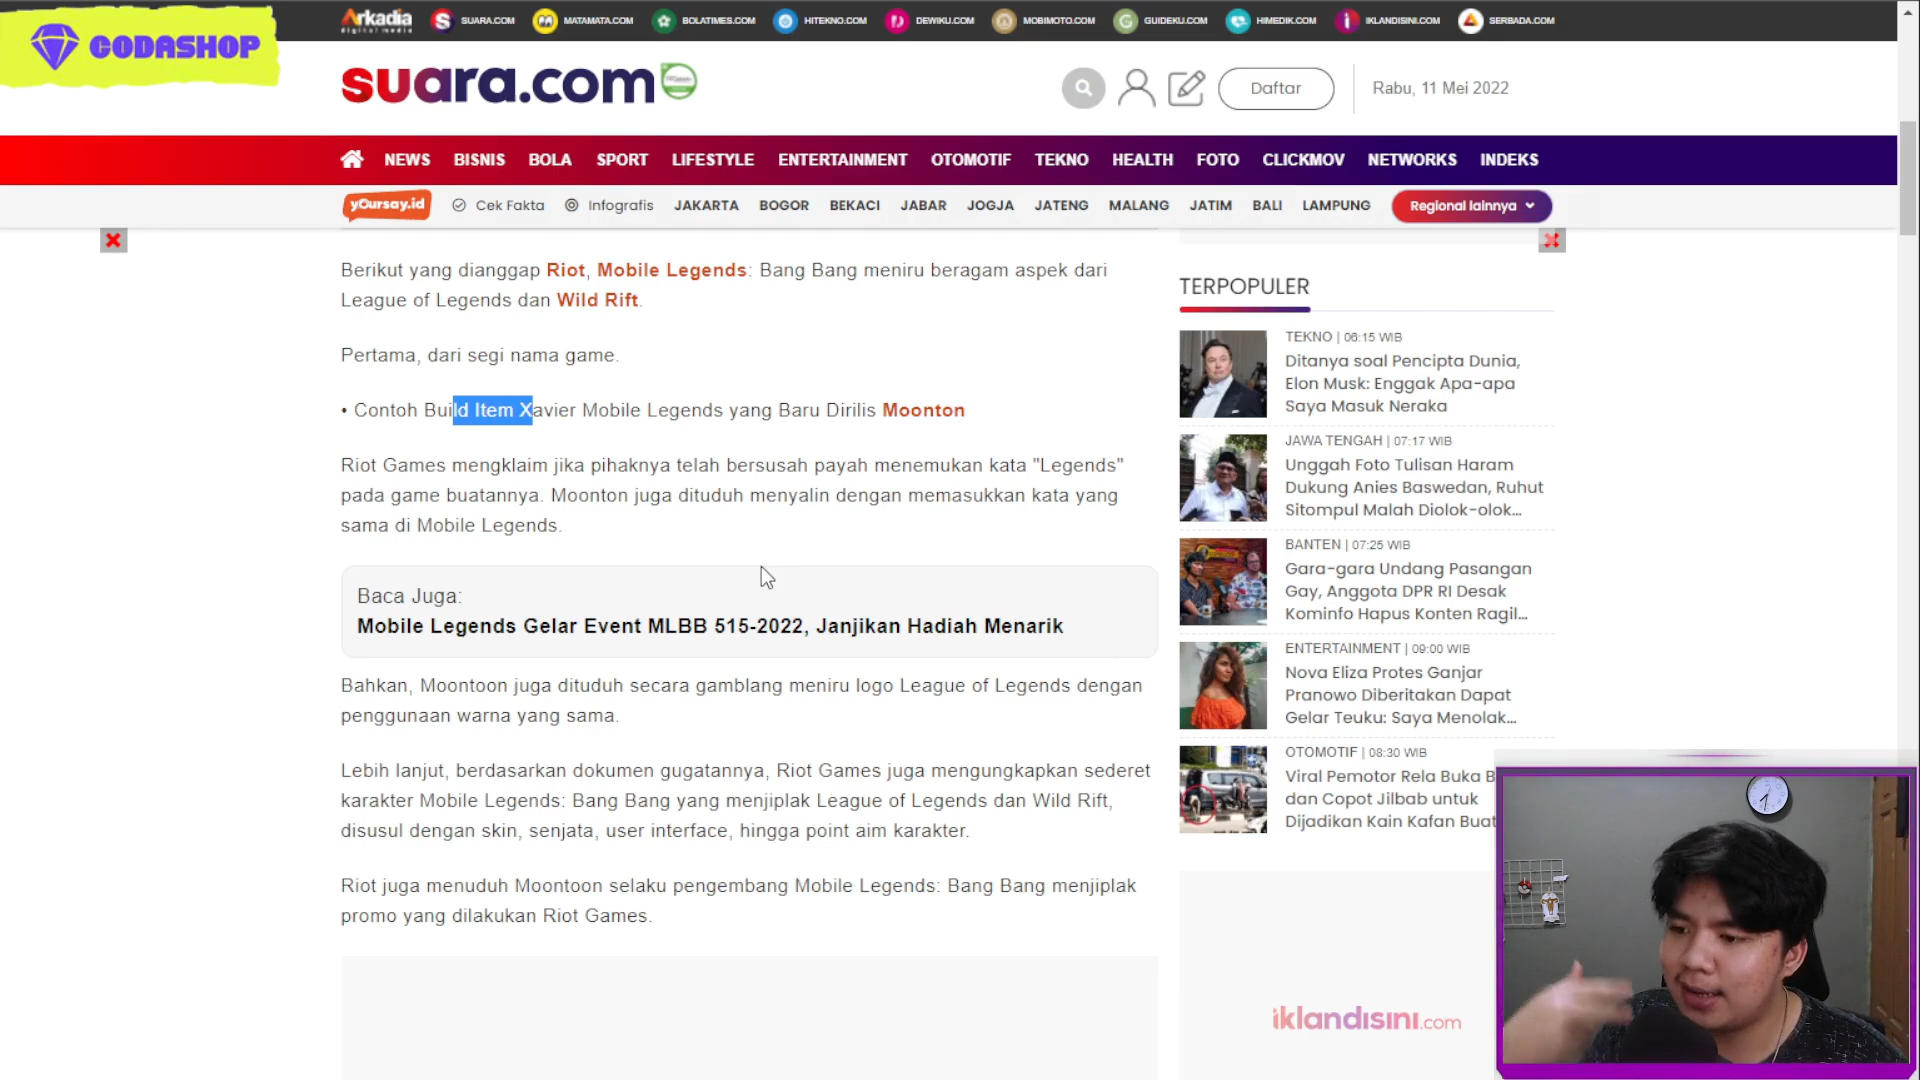 CODASHOP
Arkadia
digital media
SUARA.COM
MATAMATA.COM
BOLATIMES.COM
HITEKNO.COM
DEWIKU.COM
MOBIMOTO.COM
GUIDEKU.COM
HIMEDIK.COM
IKLANDISINI.COM
SERBADA.COM
suara.com
Daftar
Rabu, 11 Mei 2022
NEWS BISNIS BOLA SPORT LIFESTYLE ENTERTAINMENT OTOMOTIF TEKNO HEALTH FOTO CLICKMOV NETWORKS INDEKS
yOursay.id Cek Fakta Infografis JAKARTA BOGOR BEKACI JABAR JOGJA JATENG MALANG JATIM BALI LAMPUNG Regional lainnya
Berikut yang dianggap Riot, Mobile Legends: Bang Bang meniru beragam aspek dari
League of Legends dan Wild Rift.
Pertama, dari segi nama game.
• Contoh Build Item Xavier Mobile Legends yang Baru Dirilis Moonton
Riot Games mengklaim jika pihaknya telah bersusah payah menemukan kata "Legends"
pada game buatannya. Moonton juga dituduh menyalin dengan memasukkan kata yang
sama di Mobile Legends.
Baca Juga:
Mobile Legends Gelar Event MLBB 515-2022, Janjikan Hadiah Menarik
Bahkan, Moontoon juga dituduh secara gamblang meniru logo League of Legends dengan
penggunaan warna yang sama.
Lebih lanjut, berdasarkan dokumen gugatannya, Riot Games juga mengungkapkan sederet
karakter Mobile Legends: Bang Bang yang menjiplak League of Legends dan Wild Rift,
disusul dengan skin, senjata, user interface, hingga point aim karakter.
Riot juga menuduh Moontoon selaku pengembang Mobile Legends: Bang Bang menjiplak
promo yang dilakukan Riot Games.
TERPOPULER
TEKNO | 06:15 WIB
Ditanya soal Pencipta Dunia,
Elon Musk: Enggak Apa-apa
Saya Masuk Neraka
JAWA TENGAH | 07:17 WIB
Unggah Foto Tulisan Haram
Dukung Anies Baswedan, Ruhut
Sitompul Malah Diolok-olok...
BANTEN | 07:25 WIB
Gara-gara Undang Pasangan
Gay, Anggota DPR RI Desak
Kominfo Hapus Konten Ragil...
ENTERTAINMENT | 09:00 WIB
Nova Eliza Protes Ganjar
Pranowo Diberitakan Dapat
Gelar Teuku: Saya Menolak...
OTOMOTIF | 08:30 WIB
Viral Pemotor Rela Buka B
dan Copot Jilbab untuk
Dijadikan Kain Kafan Buat
iklandisini.com